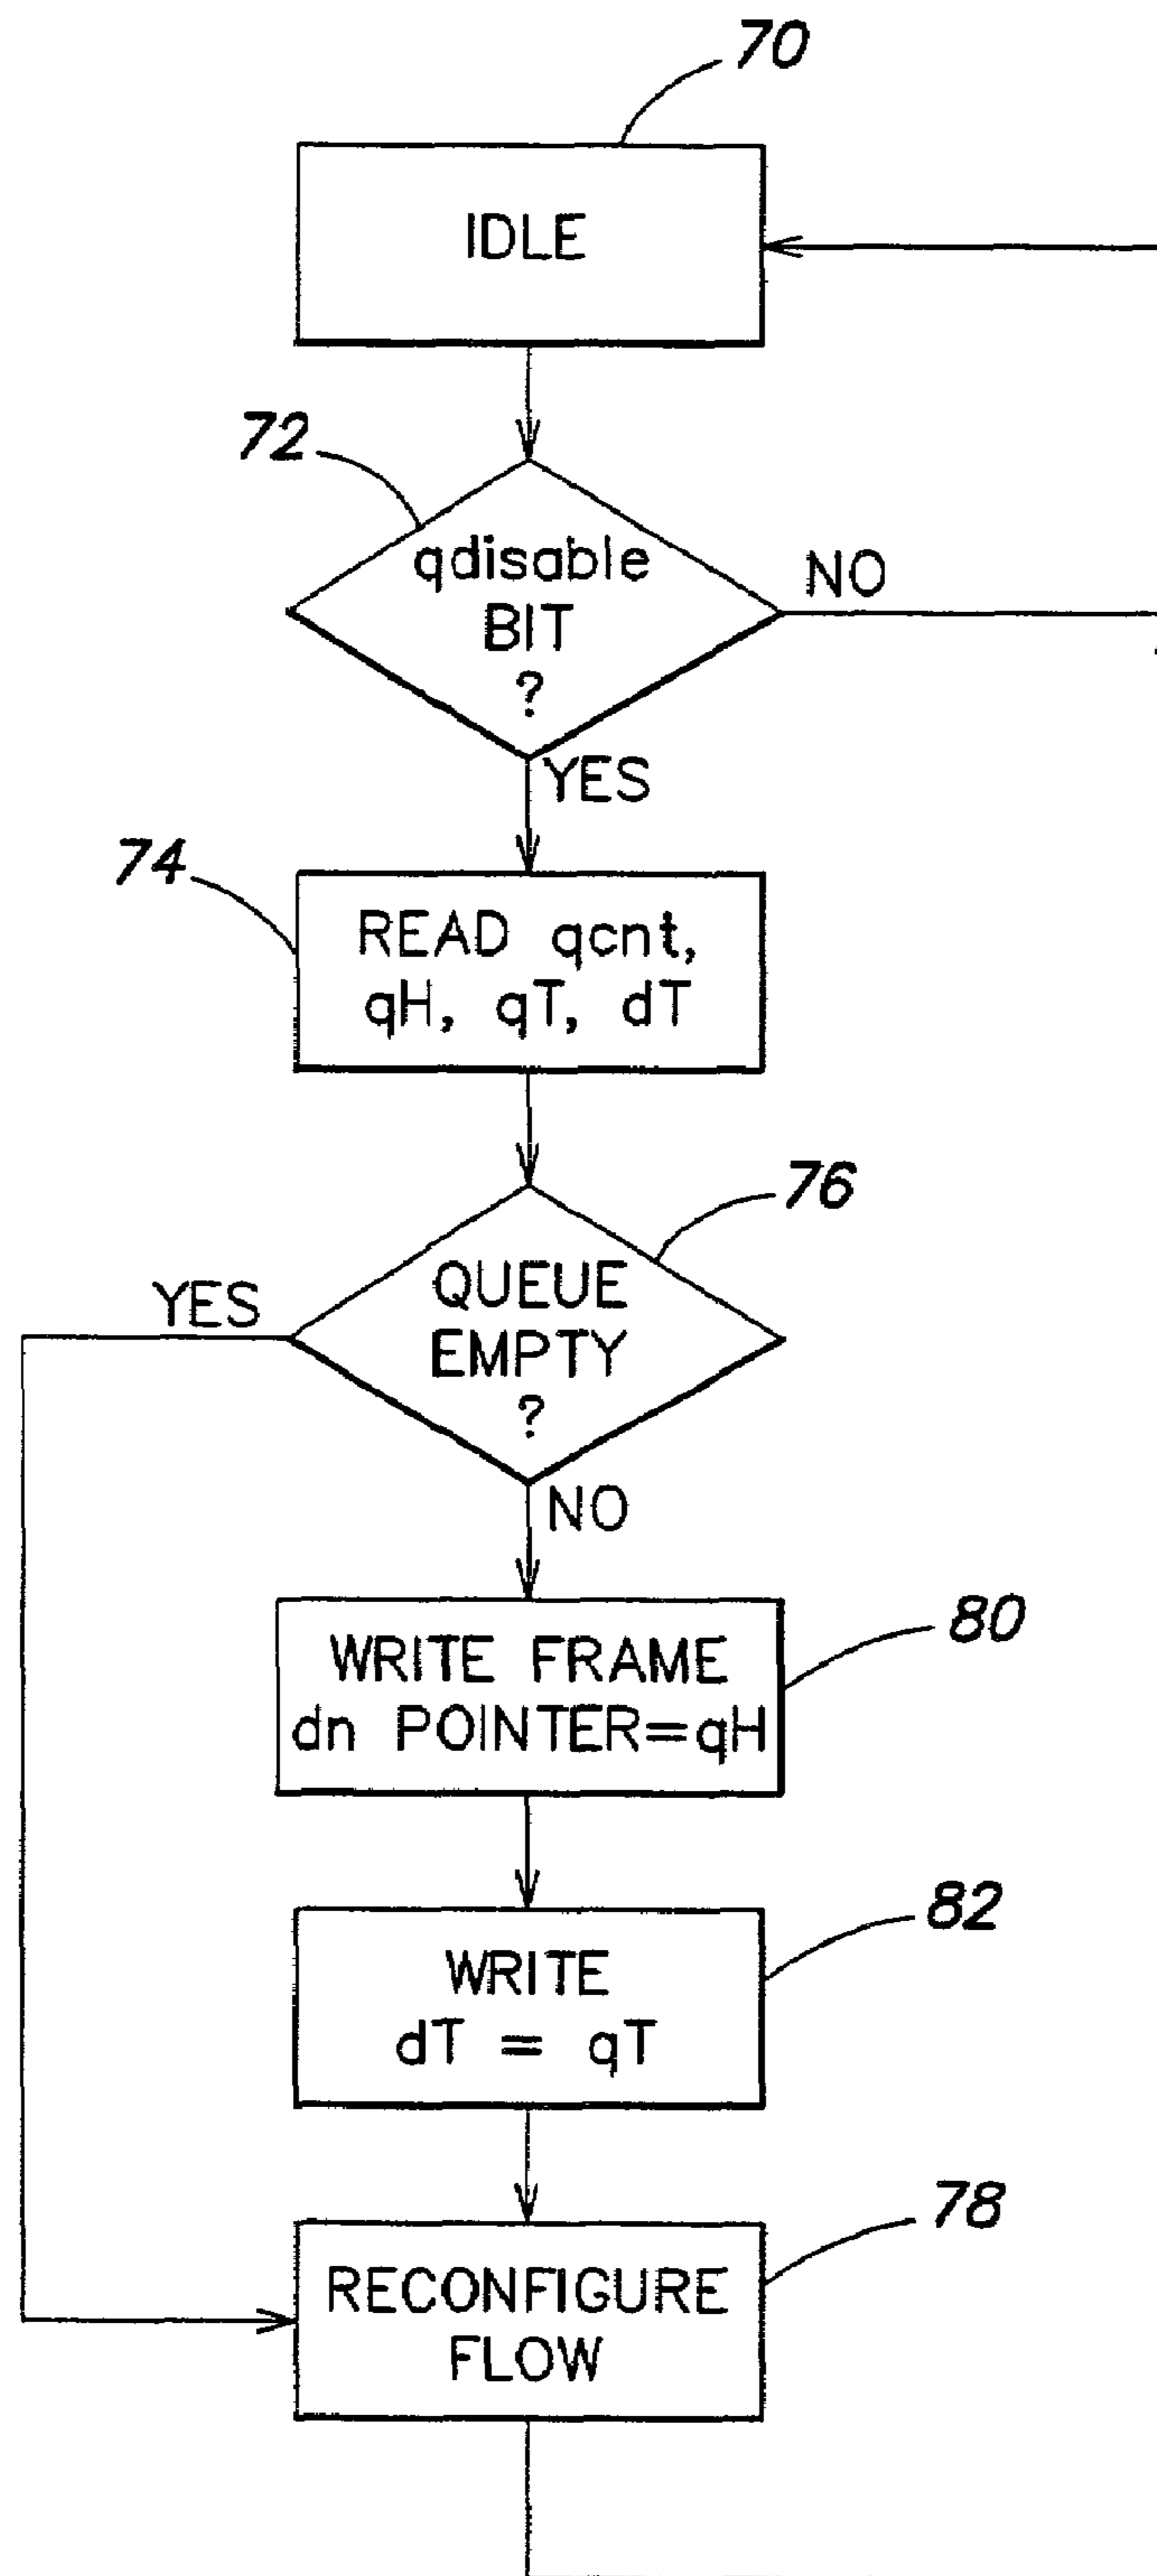 70
IDLE
72
qdisable
BIT
?
NO
YES
74
READ qcnt,
qH, qT, dT
76
YES
QUEUE
EMPTY
?
NO
80
WRITE FRAME
dn POINTER=qH
82
WRITE
dT = qT
78
RECONFIGURE
FLOW